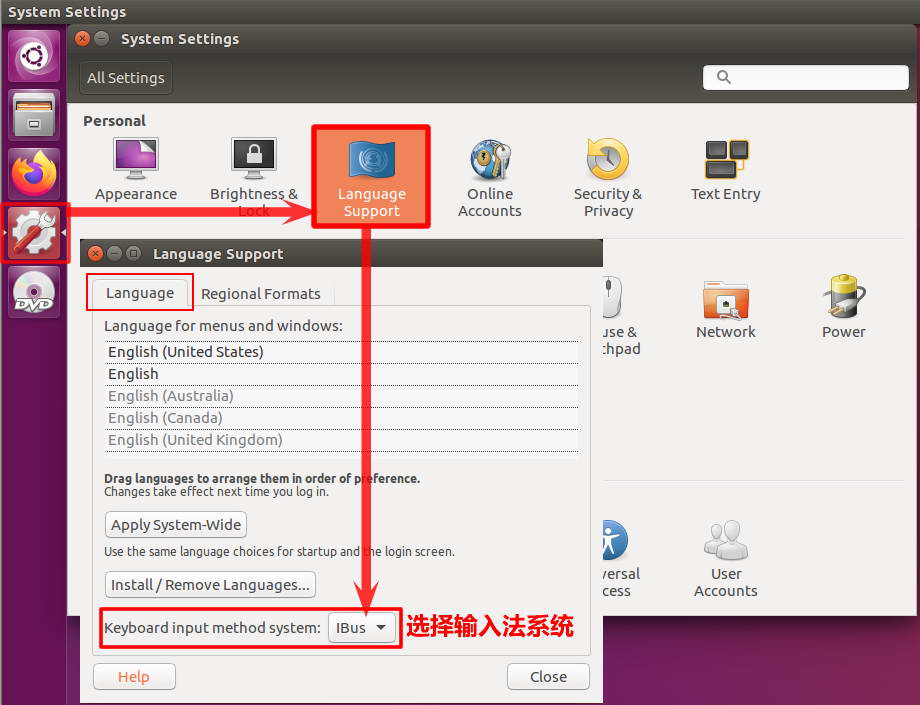 System Settings
System Settings
All Settings
Personal
Appearance
Brightness &
Lock
Language
Support
Online
Accounts
Security &
Privacy
Text Entry
Language Support
Language
Regional Formats
Language for menus and windows:
English (United States)
English
English (Australia)
English (Canada)
English (United Kingdom)
Drag languages to arrange them in order of preference.
Changes take effect next time you log in.
Apply System-Wide
Use the same language choices for startup and the login screen.
Install / Remove Languages...
Keyboard input method system:
IBus
选择输入法系统
Help
Close
use &
chpad
Network
Power
versal
cess
User
Accounts
DVD